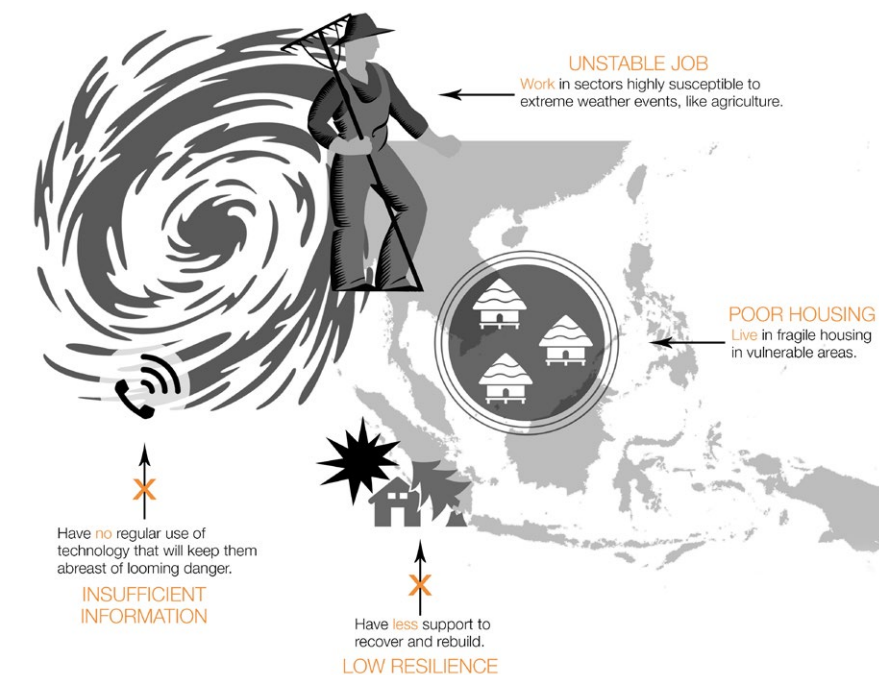 UNSTABLE JOB
Work in sectors highly susceptible to
extreme weather events, like agriculture.
POOR HOUSING
Live in fragile housing
in vulnerable areas.
Have no regular use of
technology that will keep them
abreast of looming danger.
INSUFFICIENT
INFORMATION
Have less support to
recover and rebuild.
LOW RESILIENCE